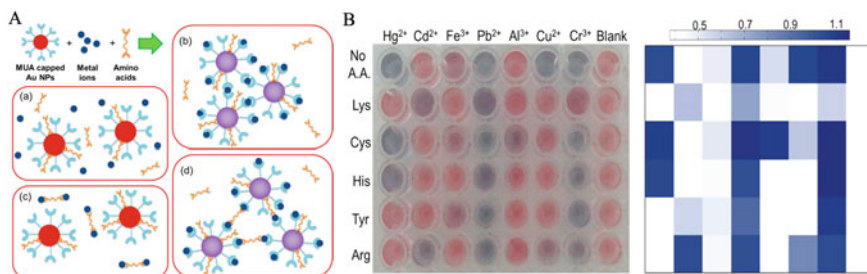 A
MUA capped
Au NPs
+
Metal
ions
+
Amino
acids
(a)
(b)
(c)
(d)
B
Hg²⁺ Cd²⁺ Fe³⁺ Pb²⁺ Al³⁺ Cu²⁺ Cr³⁺ Blank
No
A.A.
Lys
Cys
His
Tyr
Arg
0.5 0.7 0.9 1.1